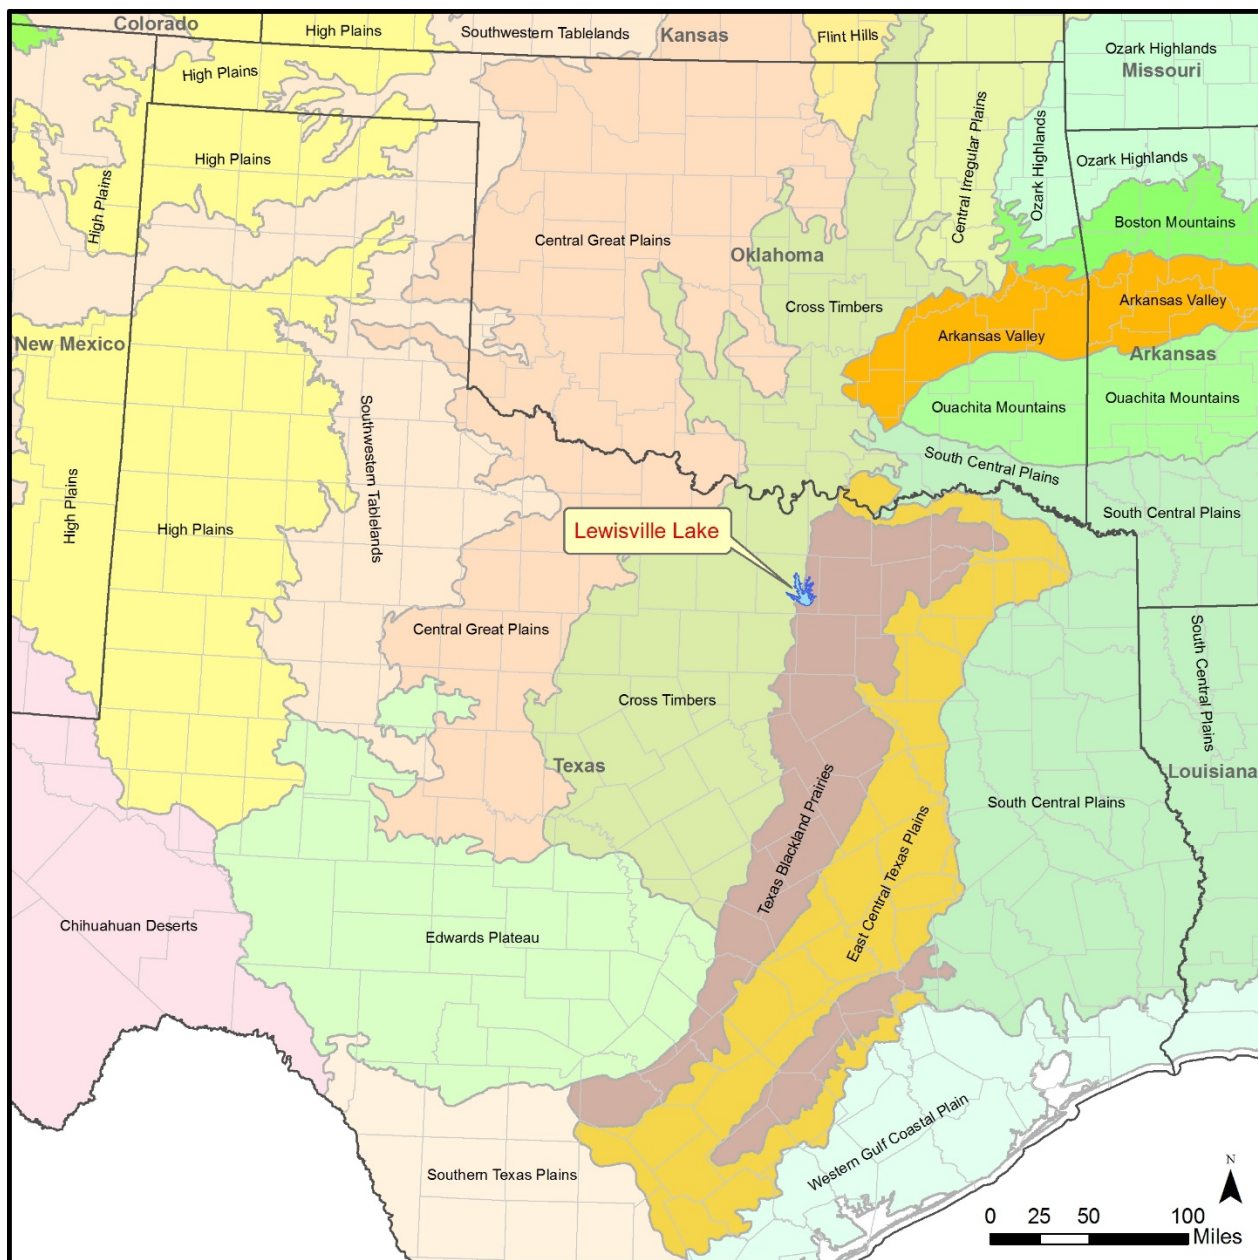 Colorado
High Plains
Southwestern Tablelands
Kansas
Flint Hills
Ozark Highlands
Missouri
High Plains
High Plains
High Plains
Central Irregular Plains
Ozark Highlands
Ozark Highlands
Boston Mountains
Central Great Plains
Oklahoma
Cross Timbers
Arkansas Valley
Arkansas Valley
New Mexico
Arkansas
Ouachita Mountains
Ouachita Mountains
Southwestern Tablelands
South Central Plains
South Central Plains
High Plains
High Plains
Lewisville Lake
Central Great Plains
South Central Plains
Cross Timbers
Texas
Louisiana
South Central Plains
Texas Blackland Prairies
East Central Texas Plains
Chihuahuan Deserts
Edwards Plateau
Western Gulf Coastal Plain
Southern Texas Plains
N
0 25 50 100
Miles